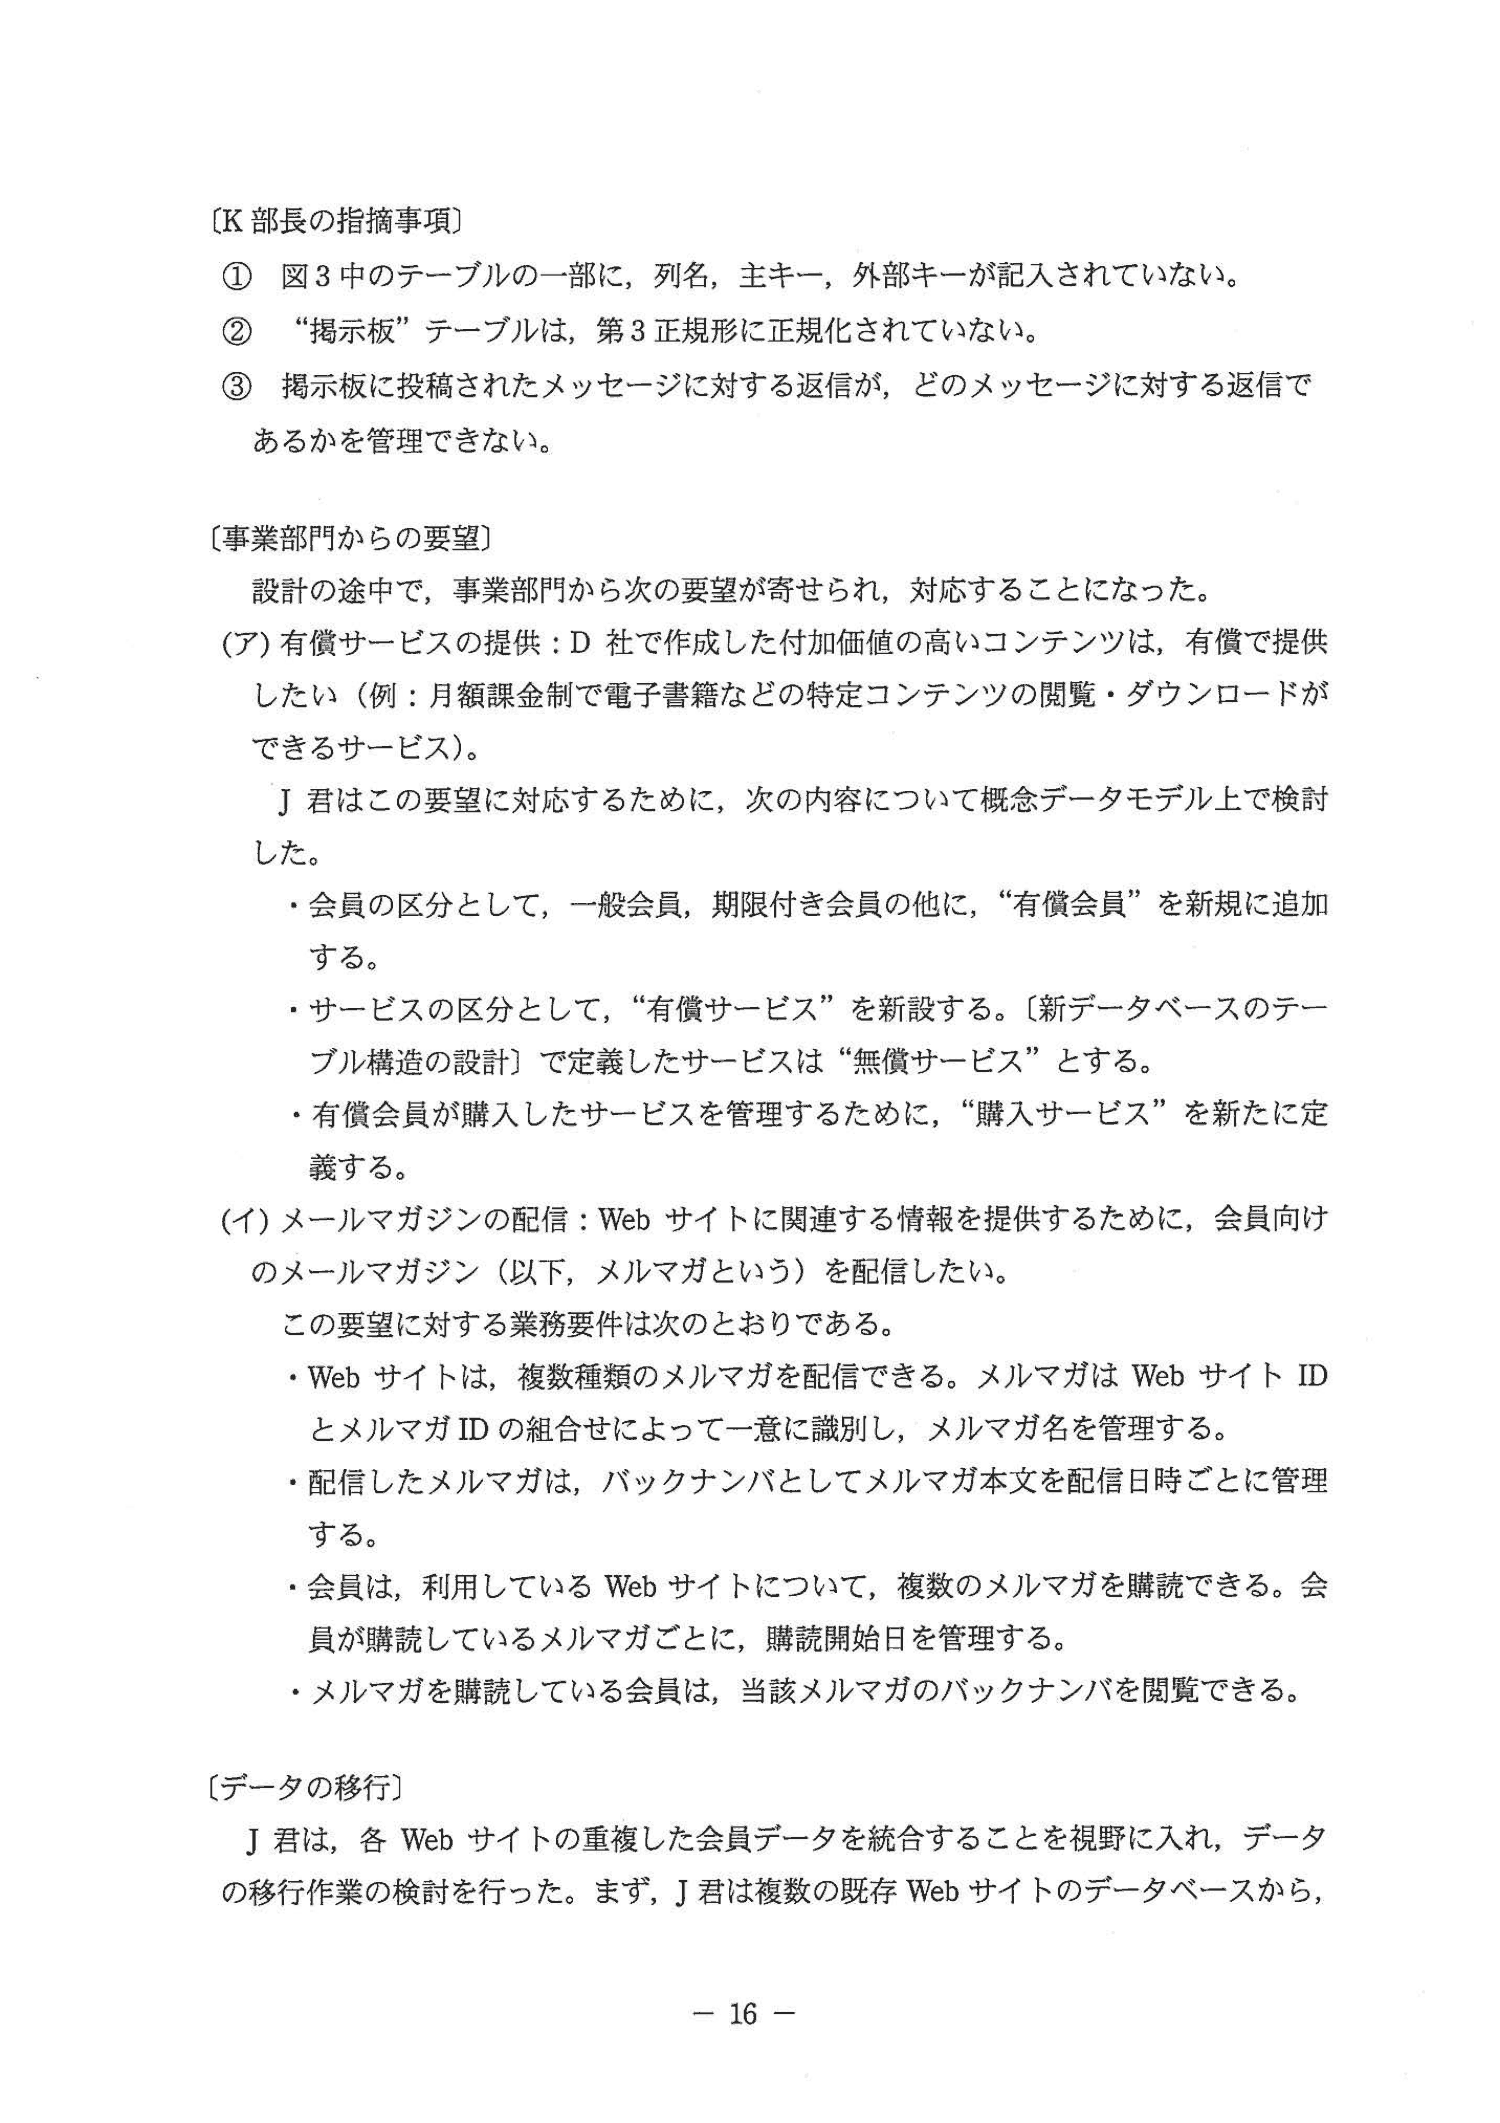 〔K 部長の指摘事項〕
① 図3中のテーブルの一部に，列名，主キー，外部キーが記入されていない。
② “掲示板”テーブルは，第3正規形に正規化されていない。
③ 掲示板に投稿されたメッセージに対する返信が，どのメッセージに対する返信で
あるかを管理できない。
〔事業部門からの要望〕
設計の途中で，事業部門から次の要望が寄せられ，対応することになった。
(ア) 有償サービスの提供：D 社で作成した付加価値の高いコンテンツは，有償で提供
したい（例：月額課金制で電子書籍などの特定コンテンツの閲覧・ダウンロードが
できるサービス）。
J 君はこの要望に対応するために，次の内容について概念データモデル上で検討
した。
・会員の区分として，一般会員，期限付き会員の他に，“有償会員”を新規に追加
する。
・サービスの区分として，“有償サービス”を新設する。〔新データベースのテー
ブル構造の設計〕で定義したサービスは“無償サービス”とする。
・有償会員が購入したサービスを管理するために，“購入サービス”を新たに定
義する。
(イ) メールマガジンの配信：Web サイトに関連する情報を提供するために，会員向け
のメールマガジン（以下，メルマガという）を配信したい。
この要望に対する業務要件は次のとおりである。
・Web サイトは，複数種類のメルマガを配信できる。メルマガは Web サイト ID
とメルマガ ID の組合せによって一意に識別し，メルマガ名を管理する。
・配信したメルマガは，バックナンバとしてメルマガ本文を配信日時ごとに管理
する。
・会員は，利用している Web サイトについて，複数のメルマガを購読できる。会
員が購読しているメルマガごとに，購読開始日を管理する。
・メルマガを購読している会員は，当該メルマガのバックナンバを閲覧できる。
〔データの移行〕
J 君は，各 Web サイトの重複した会員データを統合することを視野に入れ，データ
の移行作業の検討を行った。まず，J 君は複数の既存 Web サイトのデータベースから，
－ 16 －